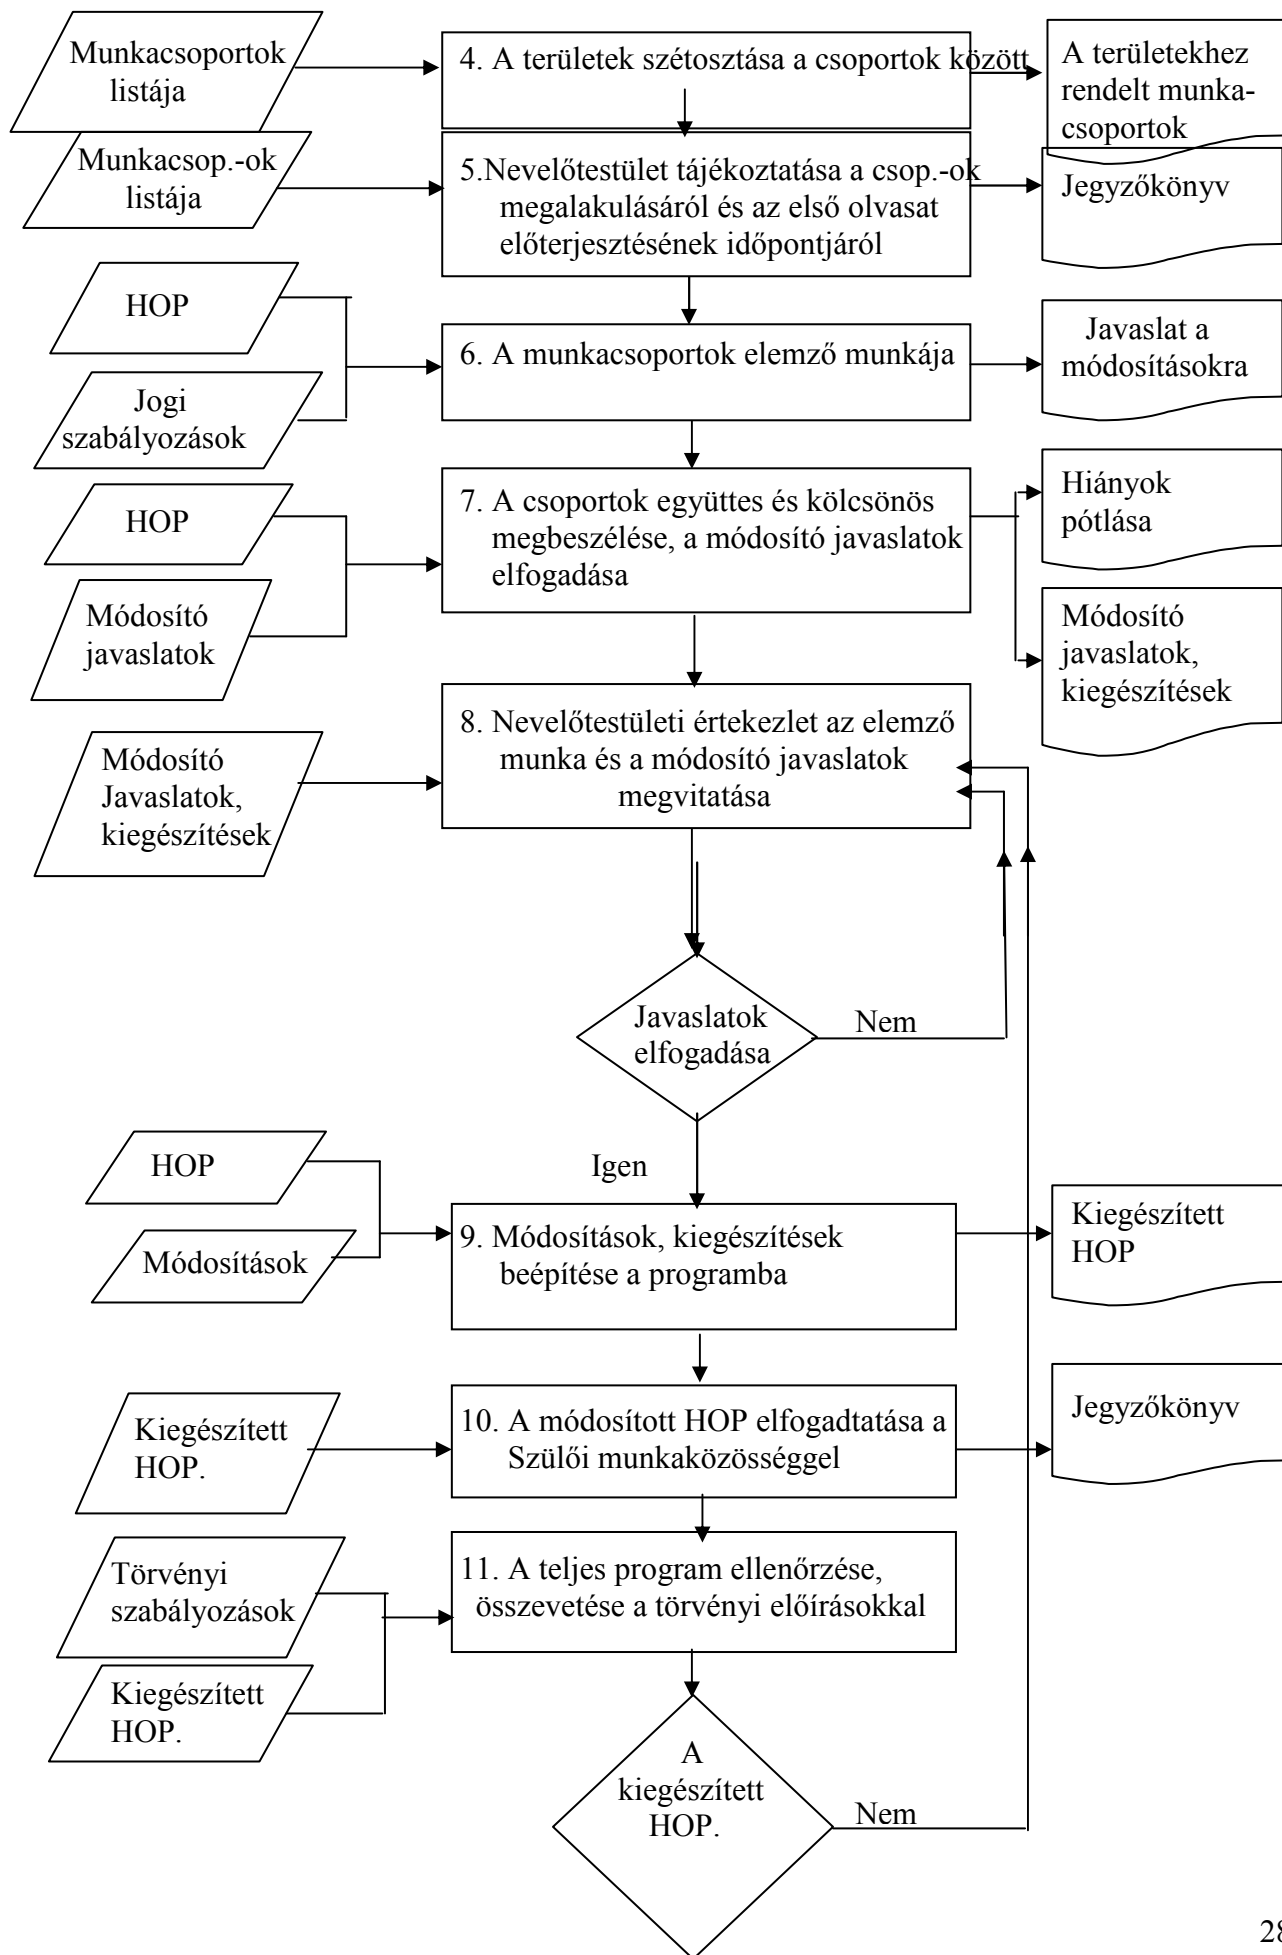 Munkacsoportok
listája
4. A területek szétosztása a csoportok között
A területekhez
rendelt munka-
csoportok
Munkacsop.-ok
listája
5.Nevelőtestület tájékoztatása a csop.-ok
megalakulásáról és az első olvasat
előterjesztésének időpontjáról
Jegyzőkönyv
HOP
Jogi
szabályozások
6. A munkacsoportok elemző munkája
Javaslat a
módosításokra
HOP
Módosító
javaslatok
7. A csoportok együttes és kölcsönös
megbeszélése, a módosító javaslatok
elfogadása
Hiányok
pótlása
Módosító
javaslatok,
kiegészítések
Módosító
Javaslatok,
kiegészítések
8. Nevelőtestületi értekezlet az elemző
munka és a módosító javaslatok
megvitatása
Javaslatok
elfogadása
Nem
Igen
HOP
Módosítások
9. Módosítások, kiegészítések
beépítése a programba
Kiegészített
HOP
Kiegészített
HOP.
10. A módosított HOP elfogadtatása a
Szülői munkaközösséggel
Jegyzőkönyv
Törvényi
szabályozások
Kiegészített
HOP.
11. A teljes program ellenőrzése,
összevetése a törvényi előírásokkal
A
kiegészített
HOP.
Nem
28